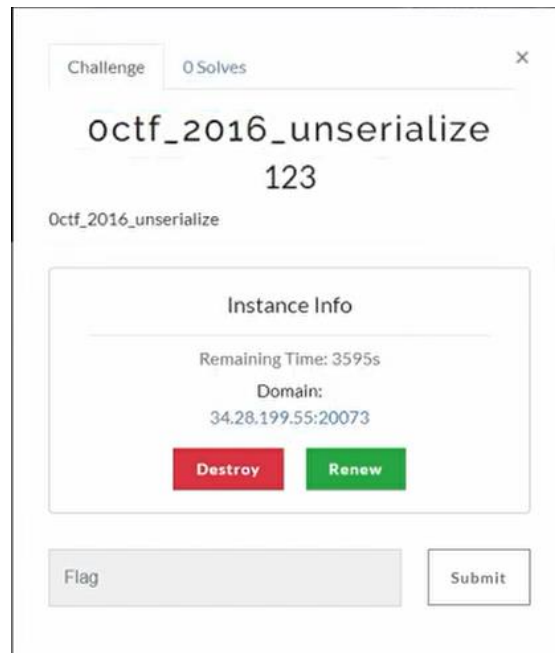 Challenge 0 Solves ×
0ctf_2016_unserialize
123
0ctf_2016_unserialize
Instance Info
Remaining Time: 3595s
Domain:
34.28.199.55:20073
Destroy Renew
Flag Submit